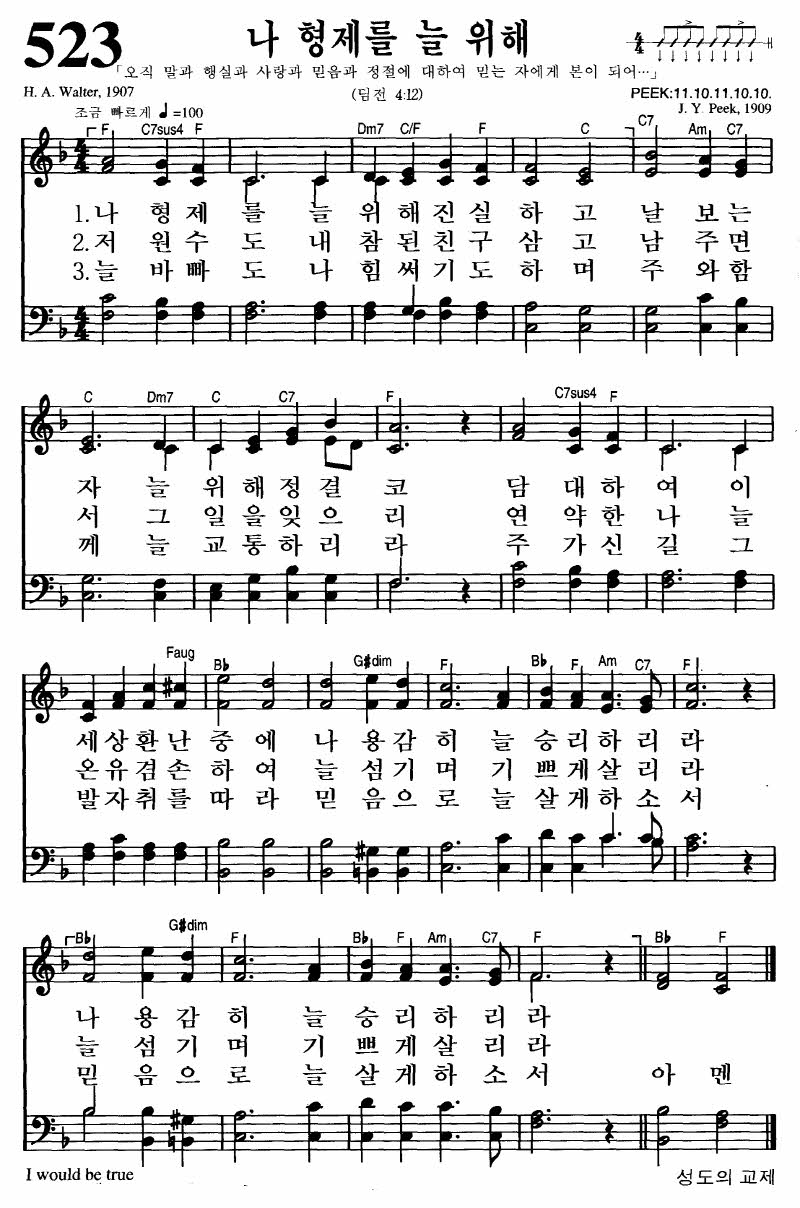 523 나 형제를 늘 위해
「오직 말과 행실과 사랑과 믿음과 정절에 대하여 믿는 자에게 본이 되어…」
H. A. Walter, 1907 (딤전 4:12) PEEK:11.10.11.10.10.
조금 빠르게 ♩=100 J. Y. Peek, 1909
F C7sus4 F Dm7 C/F F C C7 Am C7
4/4
1.나 형제를 늘 위해진실하고 날 보는
2.저 원수도 내 참된친구 삼고 남 주면
3.늘 바빠도 나 힘써기도하며 주와함
C Dm7 C C7 F C7sus4 F
자 늘 위해정결코 담대하여이
서 그 일을잊으리 연약한나늘
께 늘 교통하리라 주가신길그
Faug B♭ G#dim F B♭ F Am C7 F
세상환난 중에 나 용감히 늘승리하리라
온유겸손 하여 늘 섬기며 기쁘게살리라
발자취를 따라 믿음으로 늘살게하소서
B♭ G#dim F B♭ F Am C7 F B♭ F
나 용감히 늘승리하리라
늘 섬기며 기쁘게살리라
믿음으로 늘살게하소서 아멘
I would be true 성도의 교제